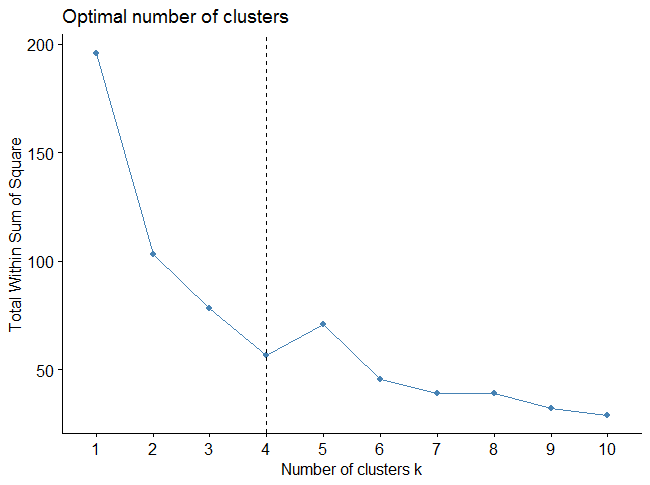 Optimal number of clusters
Total Within Sum of Square
200
150
100
50
1 2 3 4 5 6 7 8 9 10
Number of clusters k